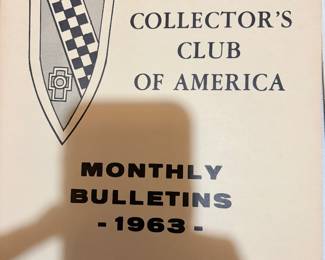 COLLECTOR'S
CLUB
OF AMERICA
MONTHLY
BULLETINS
- 1963 -